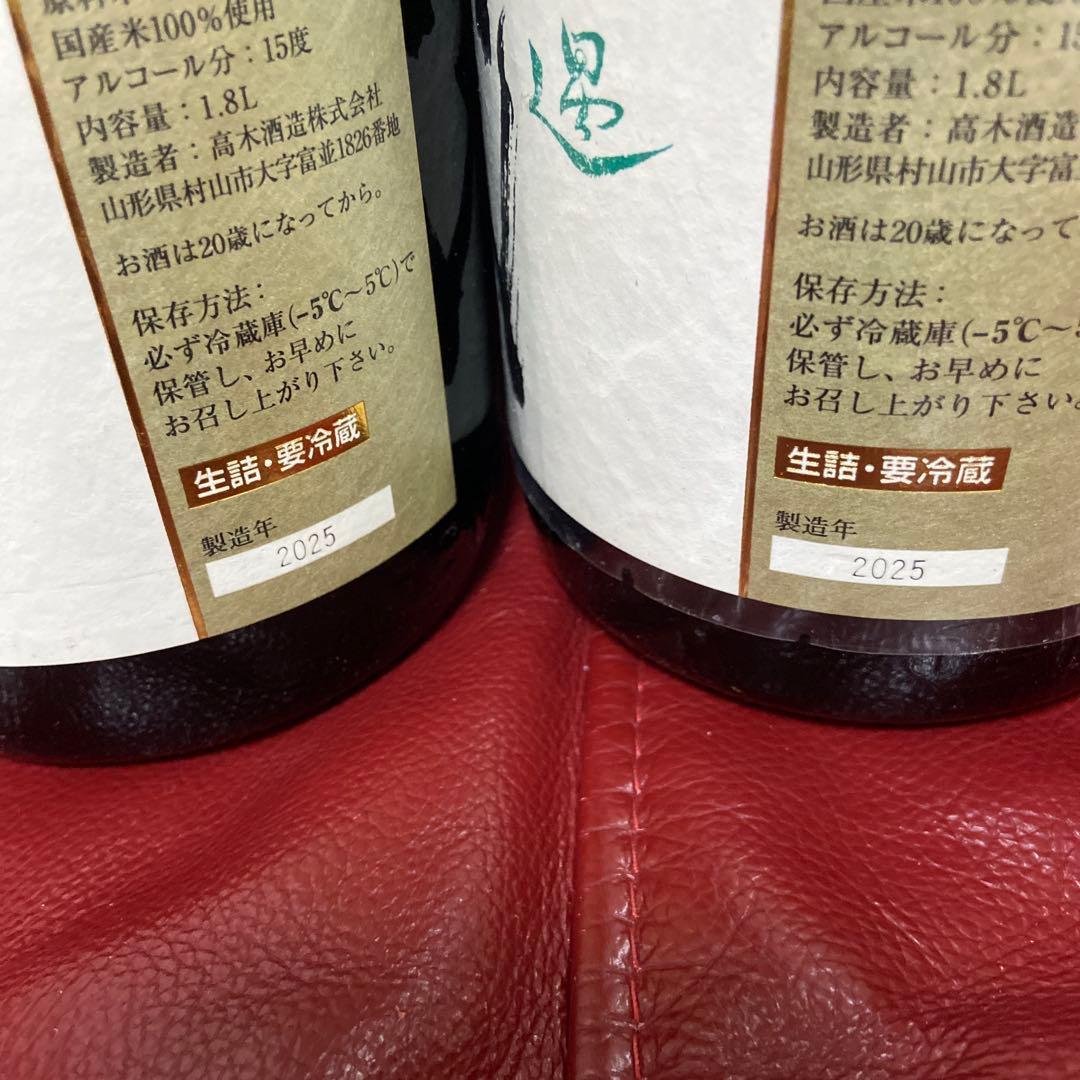 国産米100%使用
アルコール分：15度
内容量：1.8L
製造者：高木酒造株式会社
山形県村山市大字富並1826番地
お酒は20歳になってから。
保存方法：
必ず冷蔵庫(-5℃〜5℃)で
保管し、お早めに
お召し上がり下さい。
生詰・要冷蔵
製造年
2025
遇
アルコール分：15
内容量：1.8L
製造者：高木酒造
山形県村山市大字富
お酒は20歳になって
保存方法：
必ず冷蔵庫(-5℃〜
保管し、お早めに
お召し上がり下さい。
生詰・要冷蔵
製造年
2025